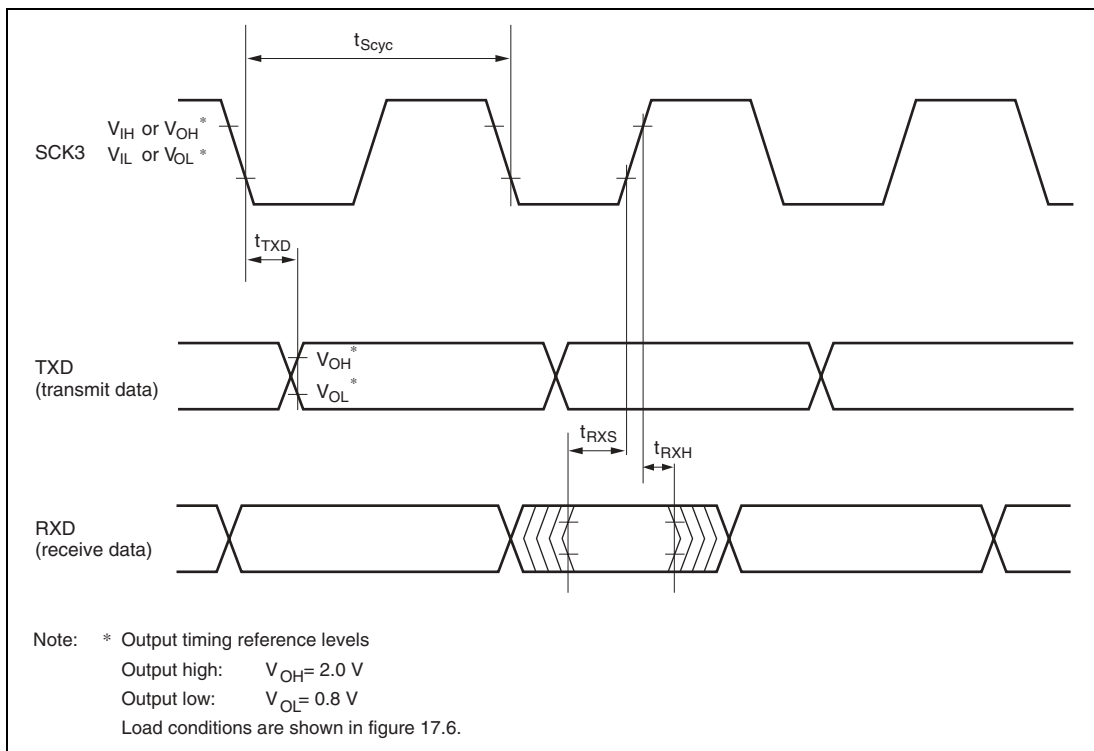 tScyc
VIH or VOH*
SCK3
VIL or VOL*
tTXD
TXD
(transmit data)
VOH*
VOL*
tRXS
tRXH
RXD
(receive data)
Note: * Output timing reference levels
Output high: VOH= 2.0 V
Output low: VOL= 0.8 V
Load conditions are shown in figure 17.6.